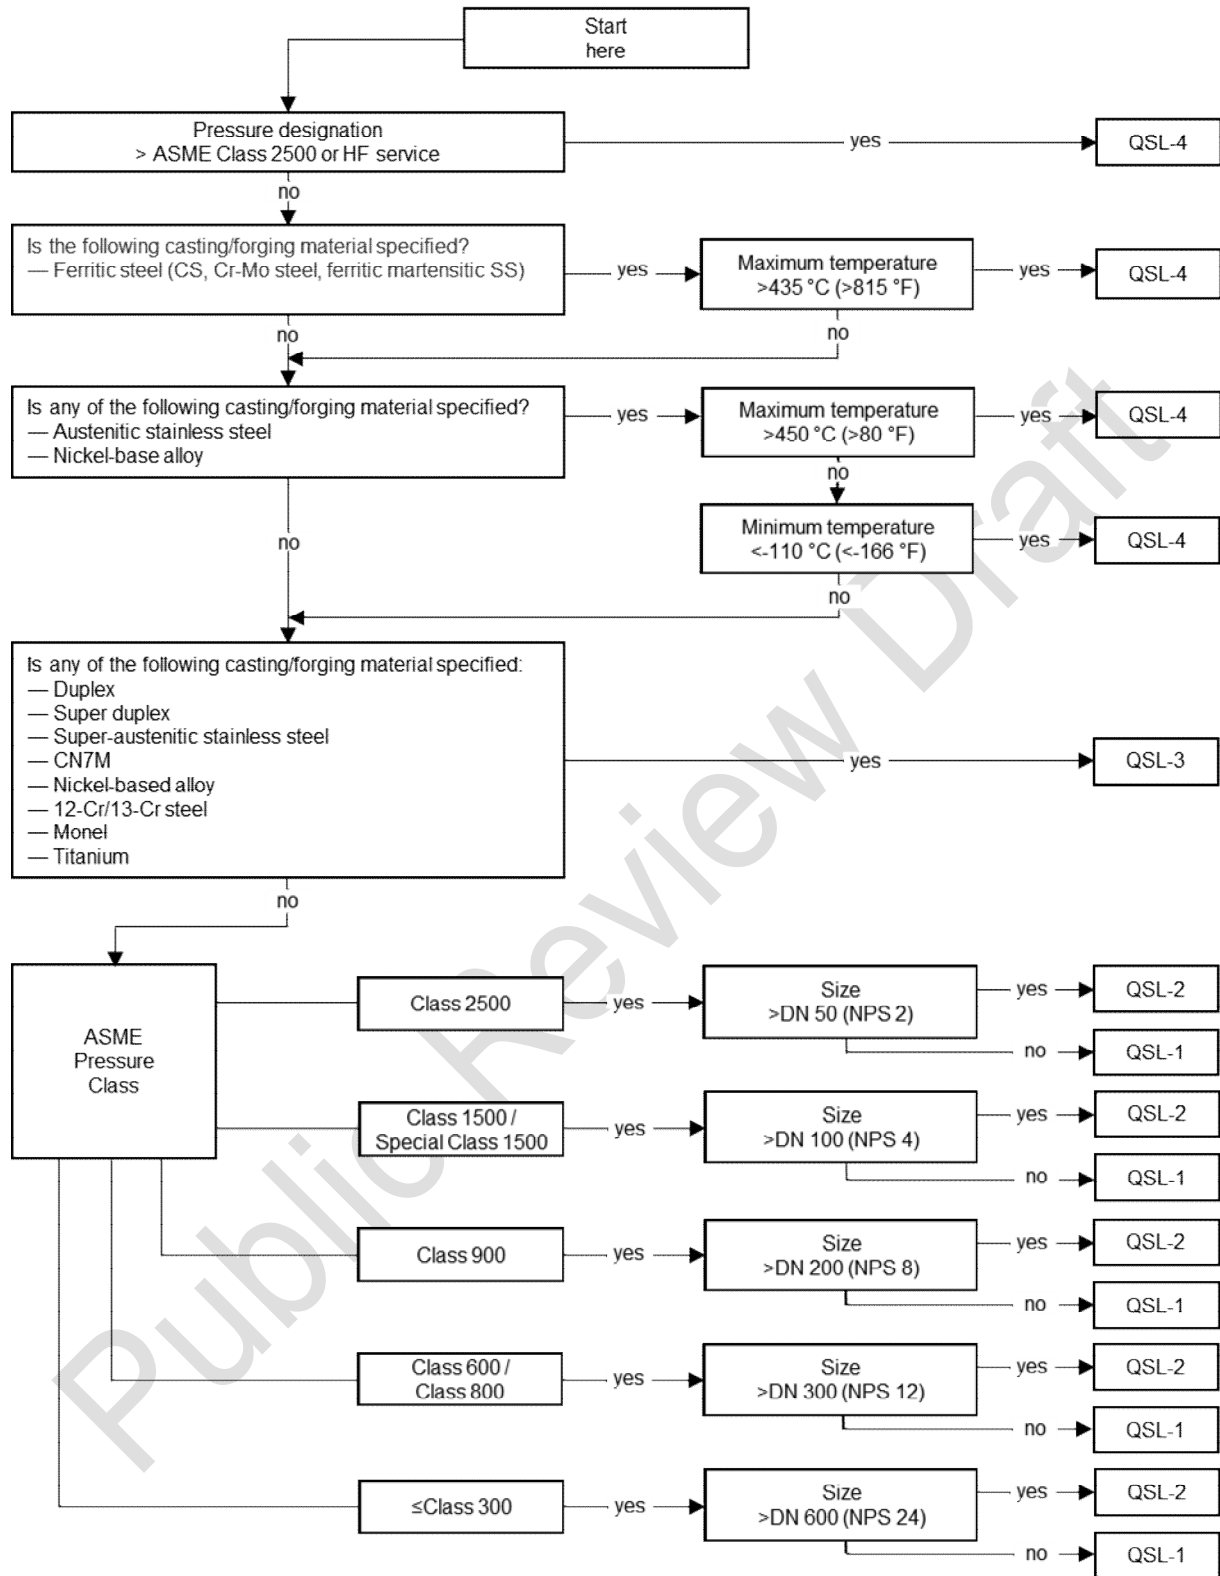 Start
here
Pressure designation
> ASME Class 2500 or HF service
yes
QSL-4
no
Is the following casting/forging material specified?
— Ferritic steel (CS, Cr-Mo steel, ferritic martensitic SS)
yes
Maximum temperature
>435 °C (>815 °F)
yes
QSL-4
no
no
Is any of the following casting/forging material specified?
— Austenitic stainless steel
— Nickel-base alloy
yes
Maximum temperature
>450 °C (>80 °F)
yes
QSL-4
no
no
Minimum temperature
<-110 °C (<-166 °F)
yes
QSL-4
no
Is any of the following casting/forging material specified:
— Duplex
— Super duplex
— Super-austenitic stainless steel
— CN7M
— Nickel-based alloy
— 12-Cr/13-Cr steel
— Monel
— Titanium
yes
QSL-3
no
ASME
Pressure
Class
Class 2500
yes
Size
>DN 50 (NPS 2)
yes
QSL-2
no
QSL-1
Class 1500 /
Special Class 1500
yes
Size
>DN 100 (NPS 4)
yes
QSL-2
no
QSL-1
Class 900
yes
Size
>DN 200 (NPS 8)
yes
QSL-2
no
QSL-1
Class 600 /
Class 800
yes
Size
>DN 300 (NPS 12)
yes
QSL-2
no
QSL-1
≤Class 300
yes
Size
>DN 600 (NPS 24)
yes
QSL-2
no
QSL-1
Public Review Draft